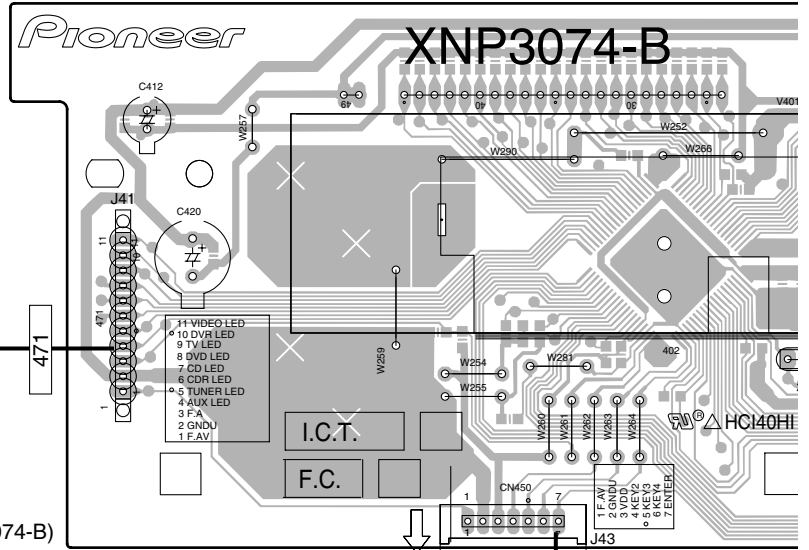 Pioneer
XNP3074-B
C412
49
40
30
V401
W257
W252
W290
W266
J41
C420
11
10
471
1
471
11 VIDEO LED
10 DVR LED
9 TV LED
8 DVD LED
7 CD LED
6 CDR LED
5 TUNER LED
4 AUX LED
3 F.A
2 GNDU
1 F.AV
W259
W254
W281
402
W255
W260
W261
W262
W263
W264
HCI40HI
I.C.T.
F.C.
CN450
1
7
1
1 F.AV
2 GNDU
3 VDD
4 KEY2
5 KEY3
6 KEY4
7 ENTER
J43
074-B)